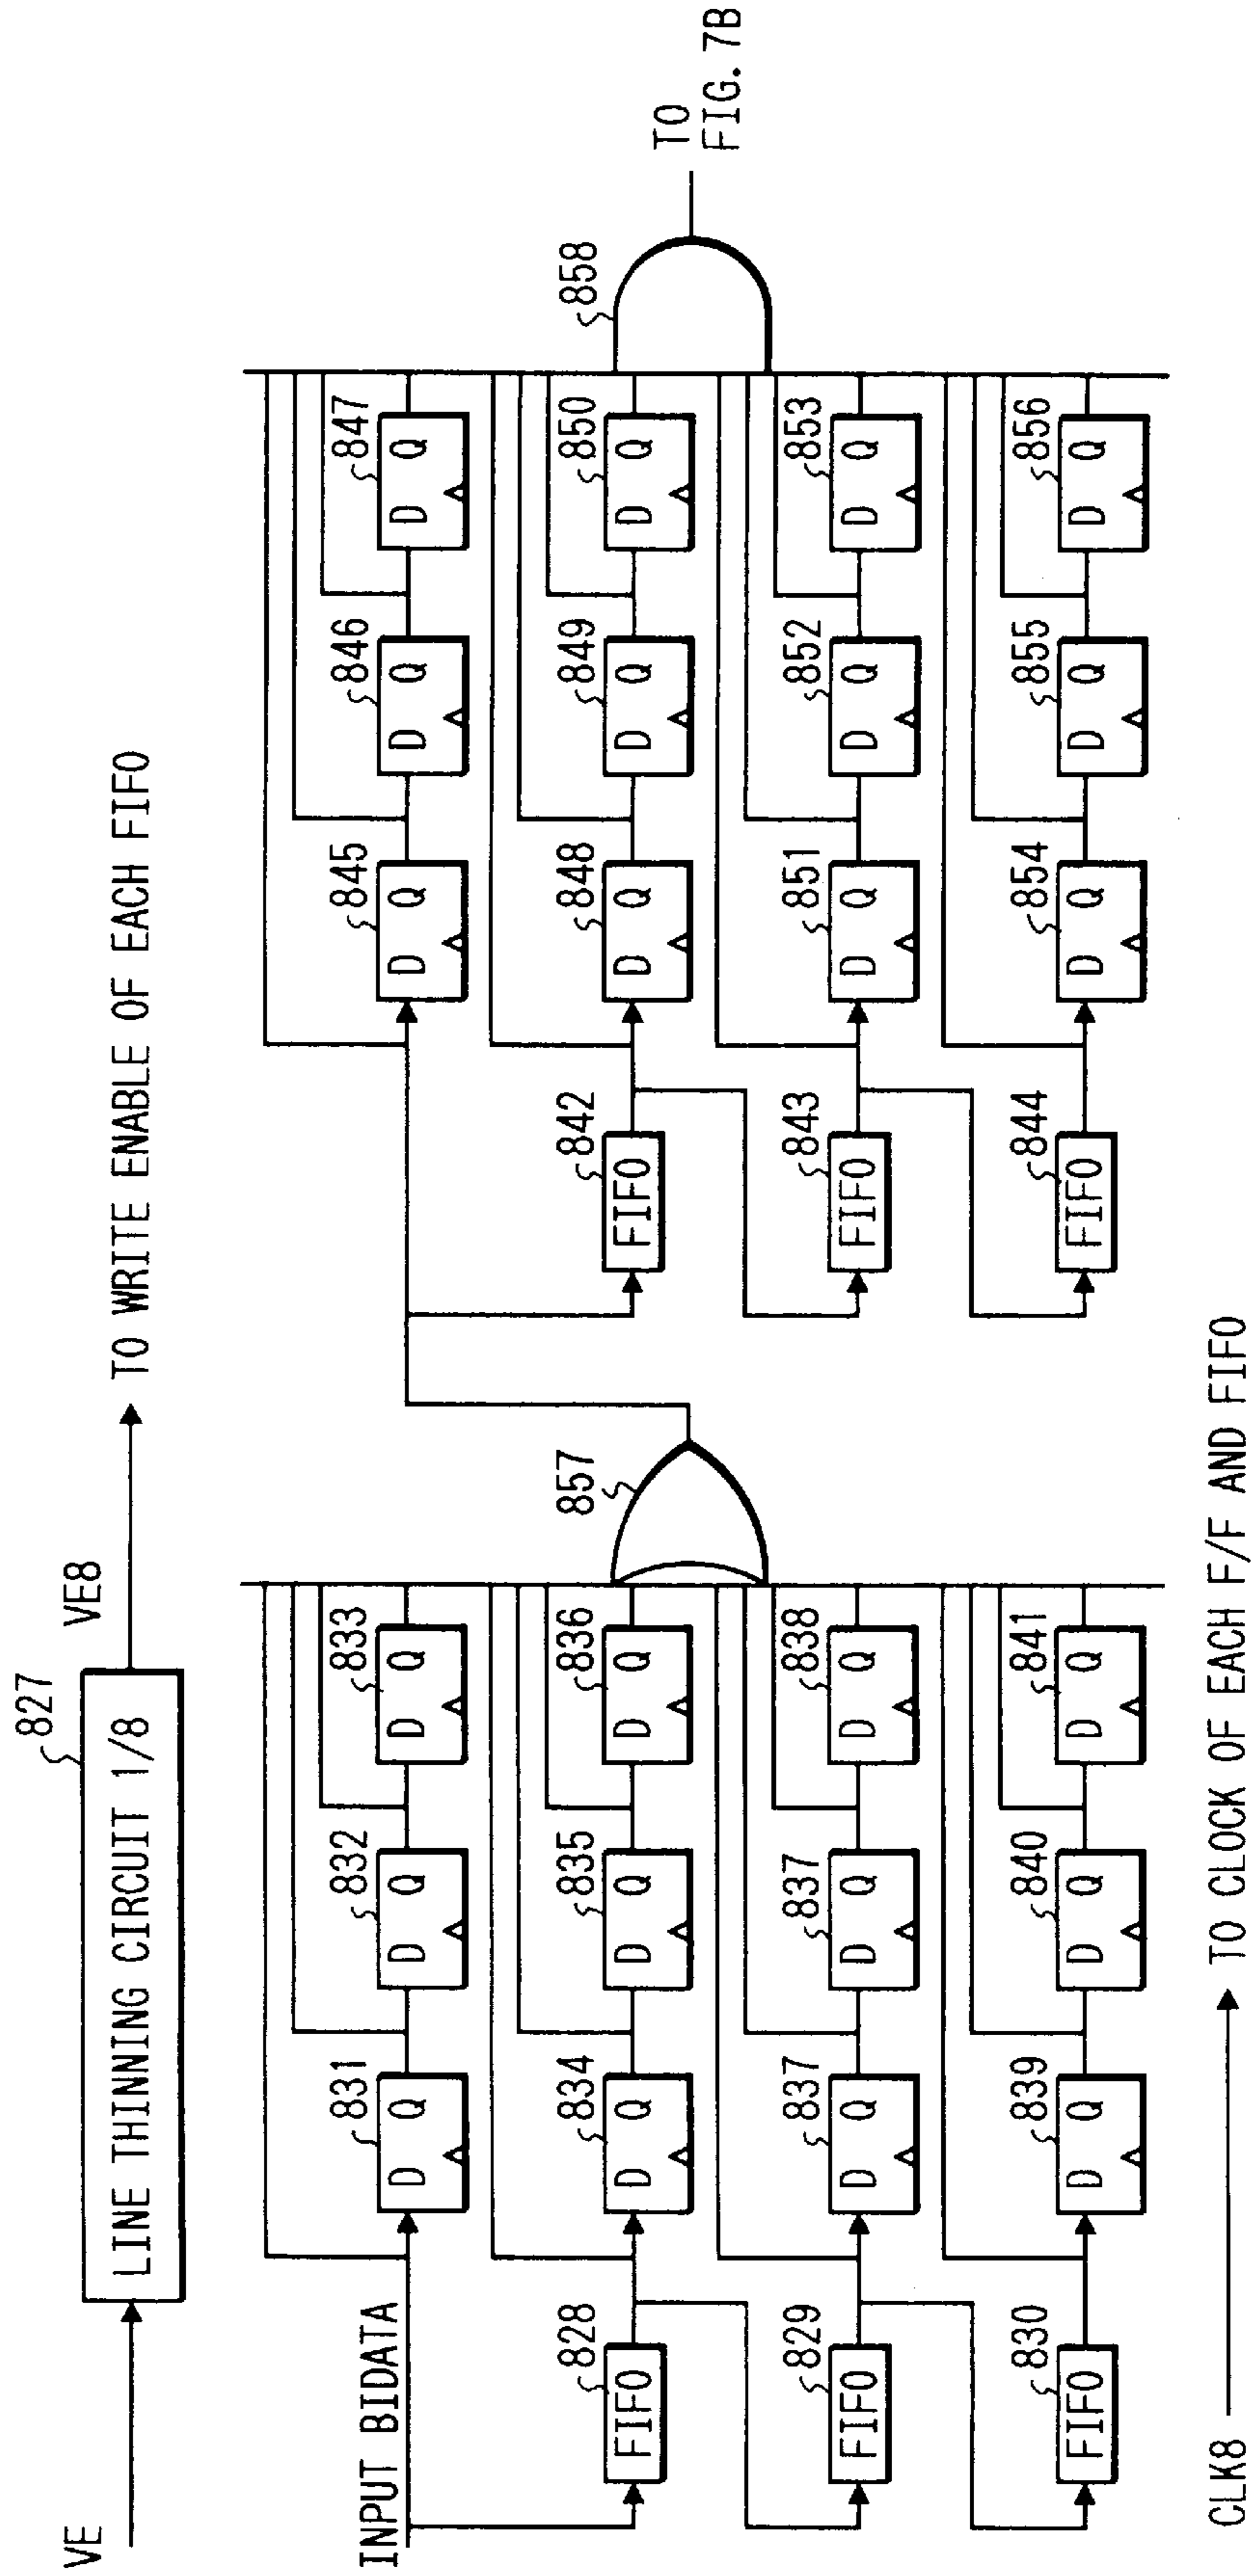 VE
827
LINE THINNING CIRCUIT 1/8
VE8
TO WRITE ENABLE OF EACH FIFO
INPUT BIDATA
831
D Q
832
D Q
833
D Q
845
D Q
846
D Q
847
D Q
828
FIFO
834
D Q
835
D Q
836
D Q
857
842
FIFO
848
D Q
849
D Q
850
D Q
858
TO
FIG. 7B
829
FIFO
837
D Q
837
D Q
838
D Q
843
FIFO
851
D Q
852
D Q
853
D Q
830
FIFO
839
D Q
840
D Q
841
D Q
844
FIFO
854
D Q
855
D Q
856
D Q
CLK8
TO CLOCK OF EACH F/F AND FIFO